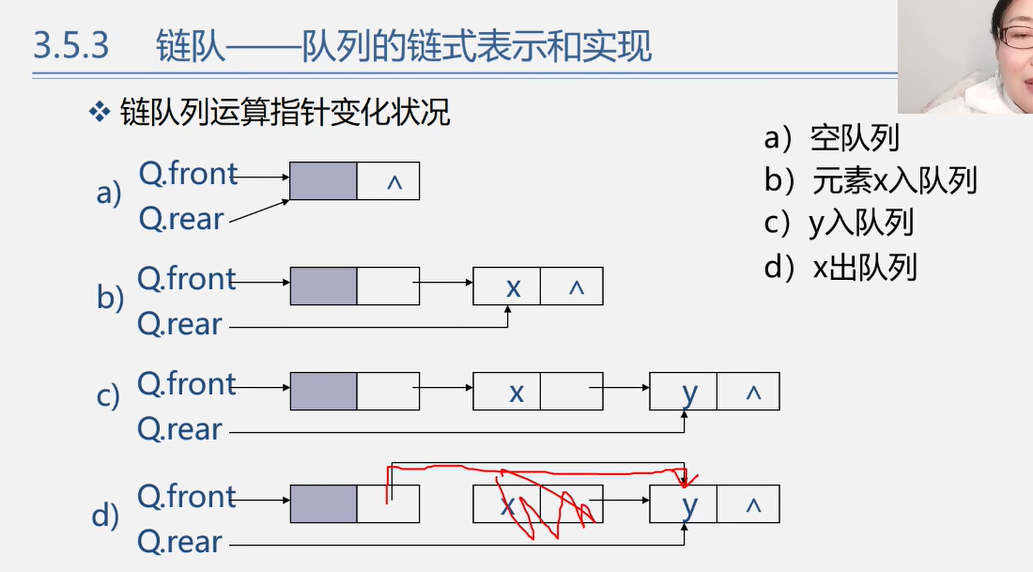 3.5.3 链队——队列的链式表示和实现
❖ 链队列运算指针变化状况
a）空队列
b）元素x入队列
c）y入队列
d）x出队列
a)
Q.front
^
Q.rear
b)
Q.front
x ^
Q.rear
c)
Q.front
x y ^
Q.rear
d)
Q.front
x y ^
Q.rear